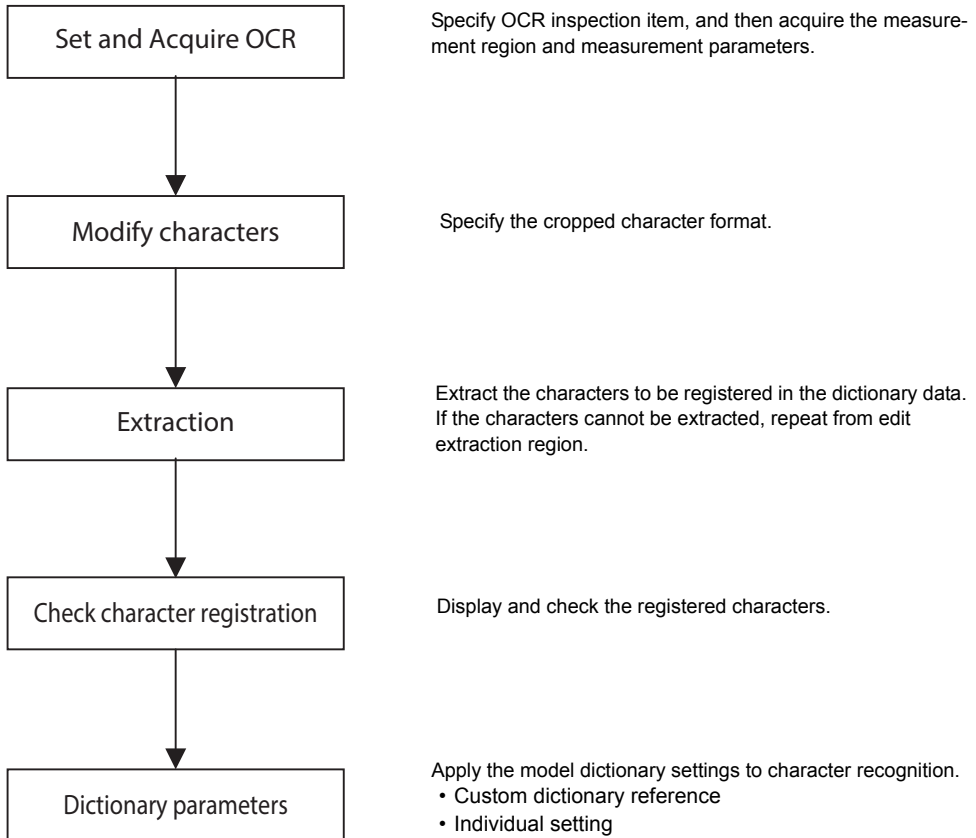 Set and Acquire OCR
Specify OCR inspection item, and then acquire the measure-
ment region and measurement parameters.
Modify characters
Specify the cropped character format.
Extraction
Extract the characters to be registered in the dictionary data.
If the characters cannot be extracted, repeat from edit
extraction region.
Check character registration
Display and check the registered characters.
Dictionary parameters
Apply the model dictionary settings to character recognition.
• Custom dictionary reference
• Individual setting